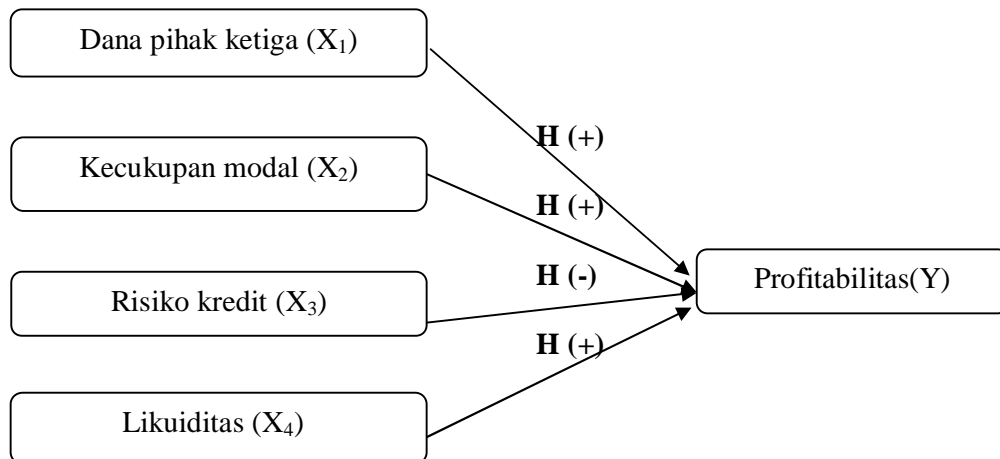 Dana pihak ketiga (X₁)
H (+)
Kecukupan modal (X₂)
H (+)
H (-)
Profitabilitas(Y)
Risiko kredit (X₃)
H (+)
Likuiditas (X₄)